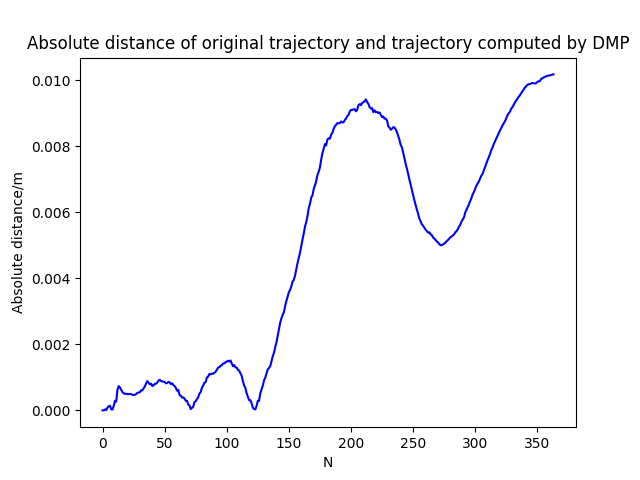 Absolute distance of original trajectory and trajectory computed by DMP
0.010
0.008
0.006
0.004
0.002
0.000
Absolute distance/m
0 50 100 150 200 250 300 350
N